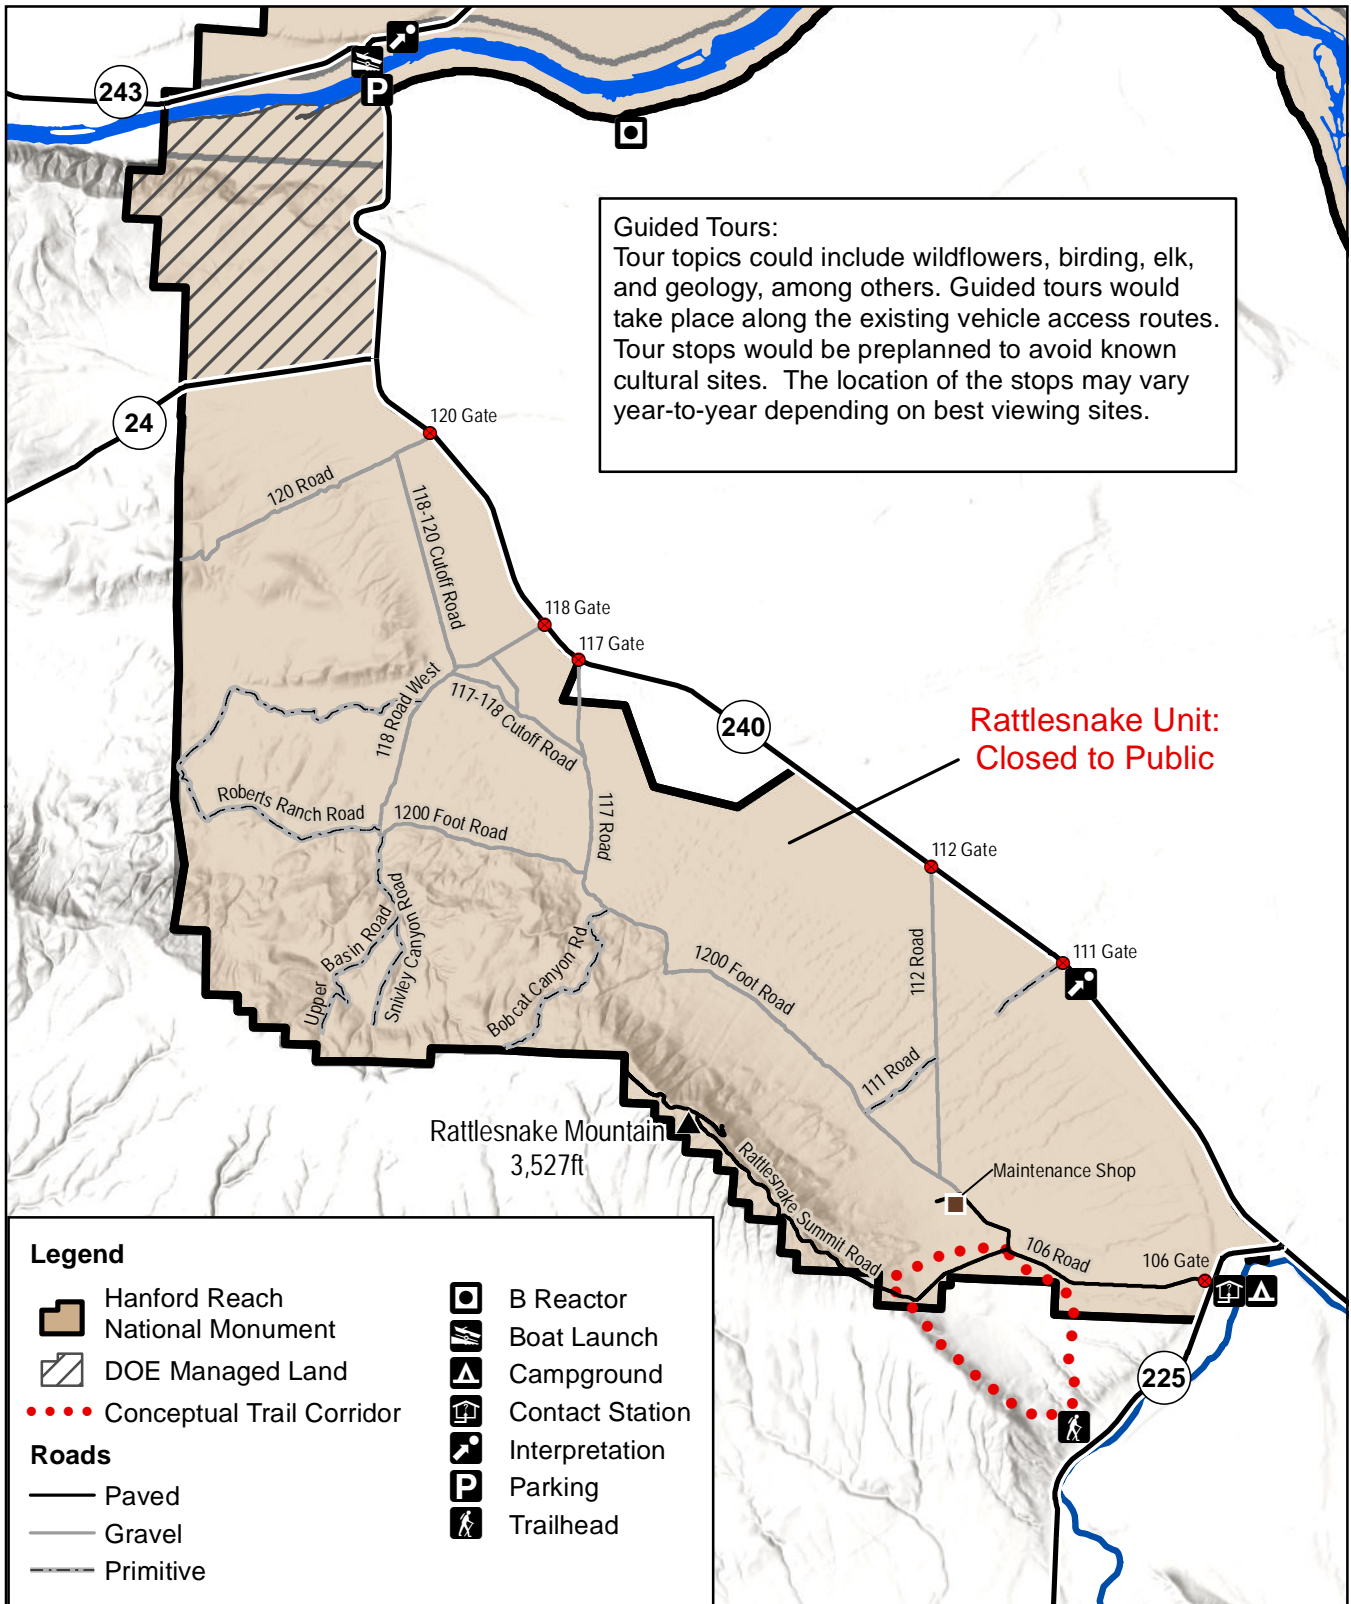 243
P
Guided Tours:
Tour topics could include wildflowers, birding, elk,
and geology, among others. Guided tours would
take place along the existing vehicle access routes.
Tour stops would be preplanned to avoid known
cultural sites.  The location of the stops may vary
year-to-year depending on best viewing sites.
24
120 Gate
120 Road
118-120 Cutoff Road
118 Gate
117 Gate
118 Road West
117-118 Cutoff Road
240
Rattlesnake Unit:
Closed to Public
Roberts Ranch Road
1200 Foot Road
117 Road
112 Gate
Upper Basin Road
Snivley Canyon Road
Bobcat Canyon Rd
1200 Foot Road
112 Road
111 Gate
111 Road
Rattlesnake Mountain
3,527ft
Rattlesnake Summit Road
Maintenance Shop
106 Road
106 Gate
225
Legend
Hanford Reach
National Monument
DOE Managed Land
Conceptual Trail Corridor
Roads
Paved
Gravel
Primitive
B Reactor
Boat Launch
Campground
Contact Station
Interpretation
P Parking
Trailhead